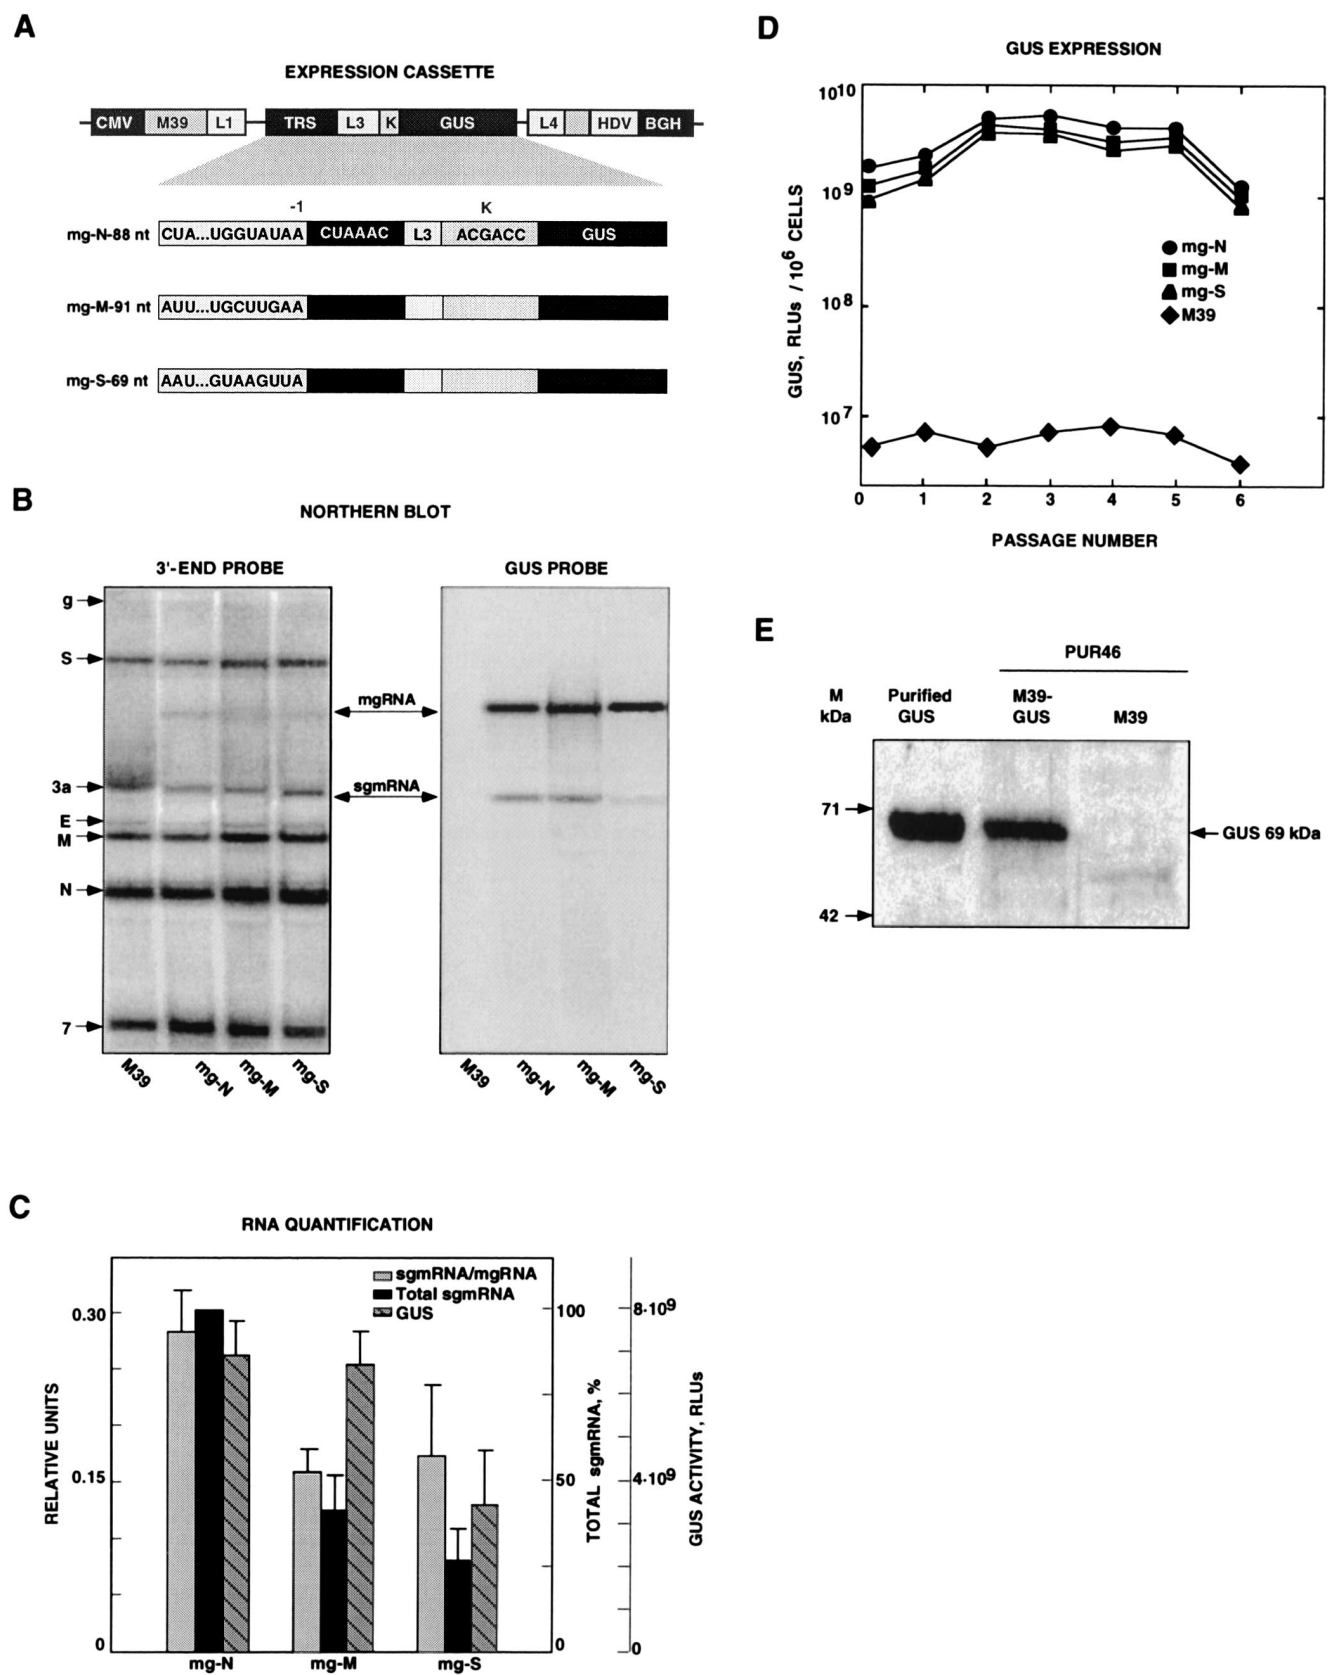 A
EXPRESSION CASSETTE
CMV M39 L1 TRS L3 K GUS L4 HDV BGH
-1 K
mg-N-88 nt CUA...UGGUAUAA CUAAAC L3 ACGACC GUS
mg-M-91 nt AUU...UGCUUGAA
mg-S-69 nt AAU...GUAAGUUA
B
NORTHERN BLOT
3'-END PROBE GUS PROBE
g
S
mgRNA
3a
sgmRNA
E
M
N
7
M39 mg-N mg-M mg-S M39 mg-N mg-M mg-S
C
RNA QUANTIFICATION
sgmRNA/mgRNA
Total sgmRNA
GUS
RELATIVE UNITS
0.30
0.15
0
TOTAL sgmRNA, %
100
50
0
GUS ACTIVITY, RLUs
8·10⁹
4·10⁹
0
mg-N mg-M mg-S
D
GUS EXPRESSION
GUS, RLUs / 10⁶ CELLS
10¹⁰
10⁹
10⁸
10⁷
mg-N
mg-M
mg-S
M39
0 1 2 3 4 5 6
PASSAGE NUMBER
E
PUR46
M kDa
Purified GUS
M39-GUS
M39
71
GUS 69 kDa
42